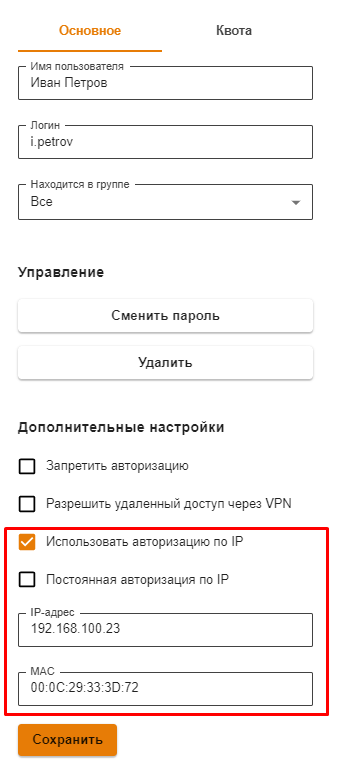 Основное
Квота
Имя пользователя
Иван Петров
Логин
i.petrov
Находится в группе
Все
Управление
Сменить пароль
Удалить
Дополнительные настройки
Запретить авторизацию
Разрешить удаленный доступ через VPN
Использовать авторизацию по IP
Постоянная авторизация по IP
IP-адрес
192.168.100.23
MAC
00:0C:29:33:3D:72
Сохранить